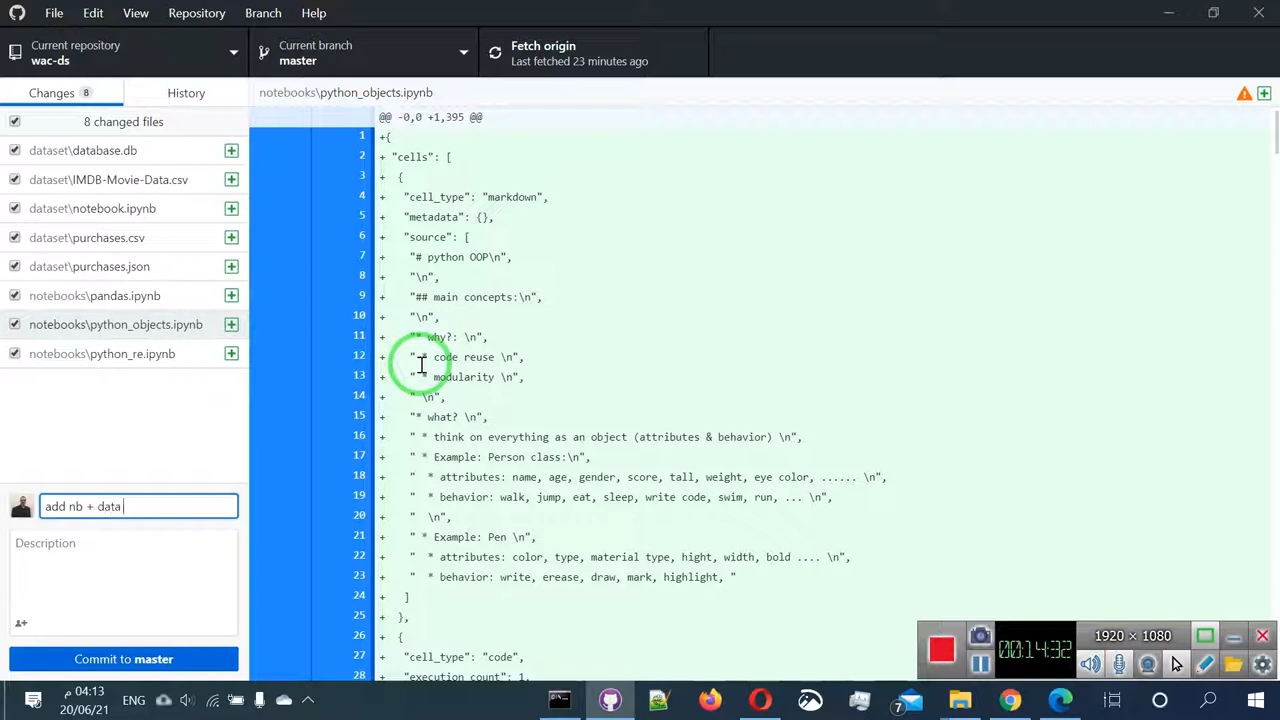 File Edit View Repository Branch Help
Current repository
wac-ds
Current branch
master
Fetch origin
Last fetched 23 minutes ago
Changes 8
History
notebooks\python_objects.ipynb
8 changed files
dataset\database.db
dataset\IMDB-Movie-Data.csv
dataset\notebook.ipynb
dataset\purchases.csv
dataset\purchases.json
notebooks\pandas.ipynb
notebooks\python_objects.ipynb
notebooks\python_re.ipynb
add nb + data
Description
Commit to master
@@ -0,0 +1,395 @@
1 +{
2 + "cells": [
3 + {
4 + "cell_type": "markdown",
5 + "metadata": {},
6 + "source": [
7 + "# python OOP\n",
8 + "\n",
9 + "## main concepts:\n",
10 + "\n",
11 + "* why?: \n",
12 + " * code reuse \n",
13 + " * modularity \n",
14 + " \n",
15 + "* what? \n",
16 + " * think on everything as an object (attributes & behavior) \n",
17 + " * Example: Person class:\n",
18 + " * attributes: name, age, gender, score, tall, weight, eye color, ...... \n",
19 + " * behavior: walk, jump, eat, sleep, write code, swim, run, ... \n",
20 + " \n",
21 + " * Example: Pen \n",
22 + " * attributes: color, type, material type, hight, width, bold .... \n",
23 + " * behavior: write, erease, draw, mark, highlight, "
24 + ]
25 + },
26 + {
27 + "cell_type": "code",
28 + "execution_count": 1,
1920 × 1080
00:14:32
7
ENG
04:13 م
20/06/21